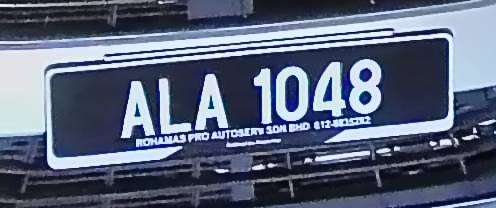 ALA 1048
ROHAMAS PRO AUTOSERV SDN BHD